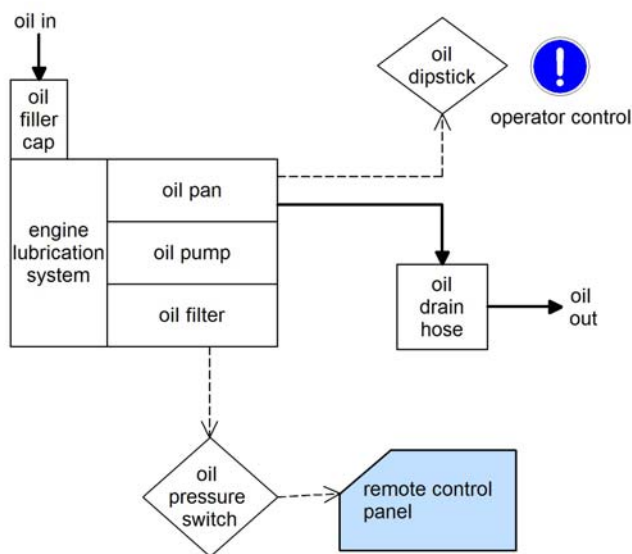 oil in
oil
filler
cap
oil
dipstick
operator control
engine
lubrication
system
oil pan
oil pump
oil filter
oil
drain
hose
oil
out
oil
pressure
switch
remote control
panel